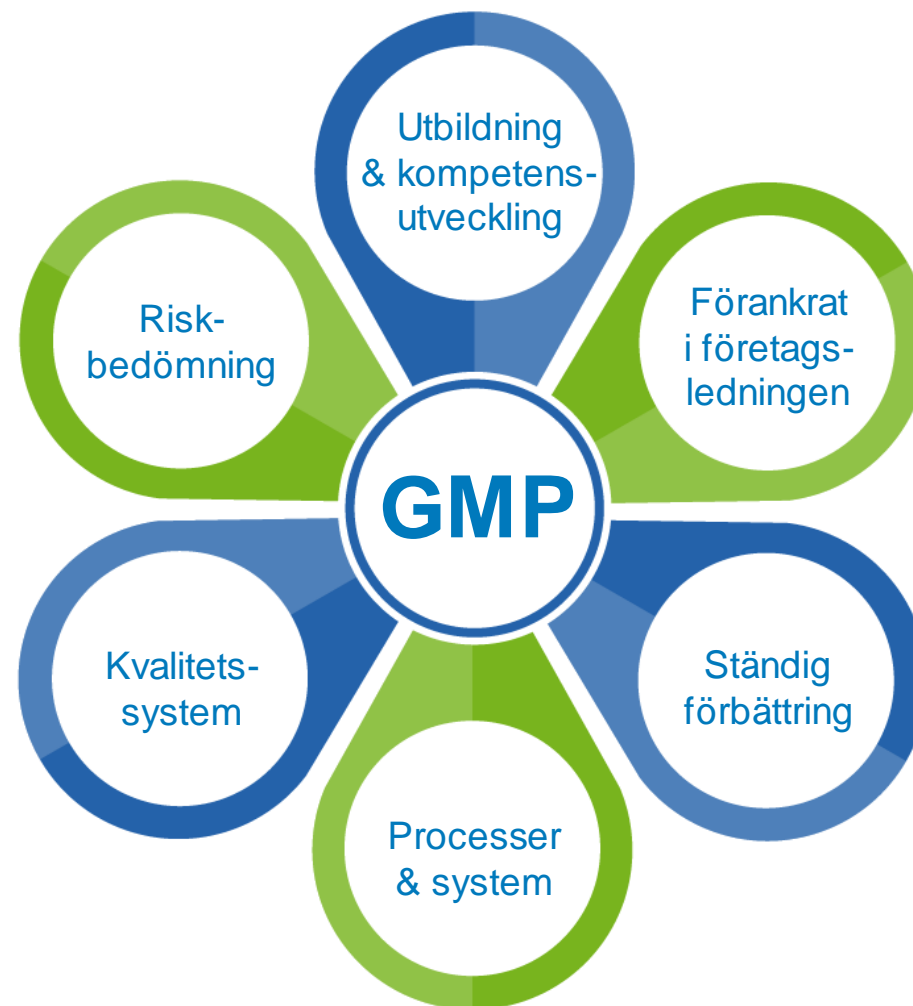 Utbildning
& kompetens-
utveckling
Förankrat
i företags-
ledningen
Ständig
förbättring
Processer
& system
Kvalitets-
system
Risk-
bedömning
GMP